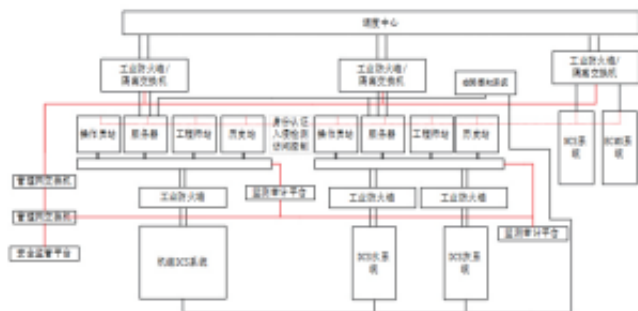 调度中心
工业防火墙/
隔离交换机
工业防火墙/
隔离交换机
工业防火墙/
隔离交换机
操作员站
服务器
工程师站
历史站
身份认证
入侵检测
访问控制
操作员站
服务器
工程师站
历史站
NCS系
统
管理网交换机
工业防火墙
监测审计平台
工业防火墙
工业防火墙
管理网交换机
监测审计平台
安全监管平台
机组DCS系统
DCS水系
统
DCS灰系
统